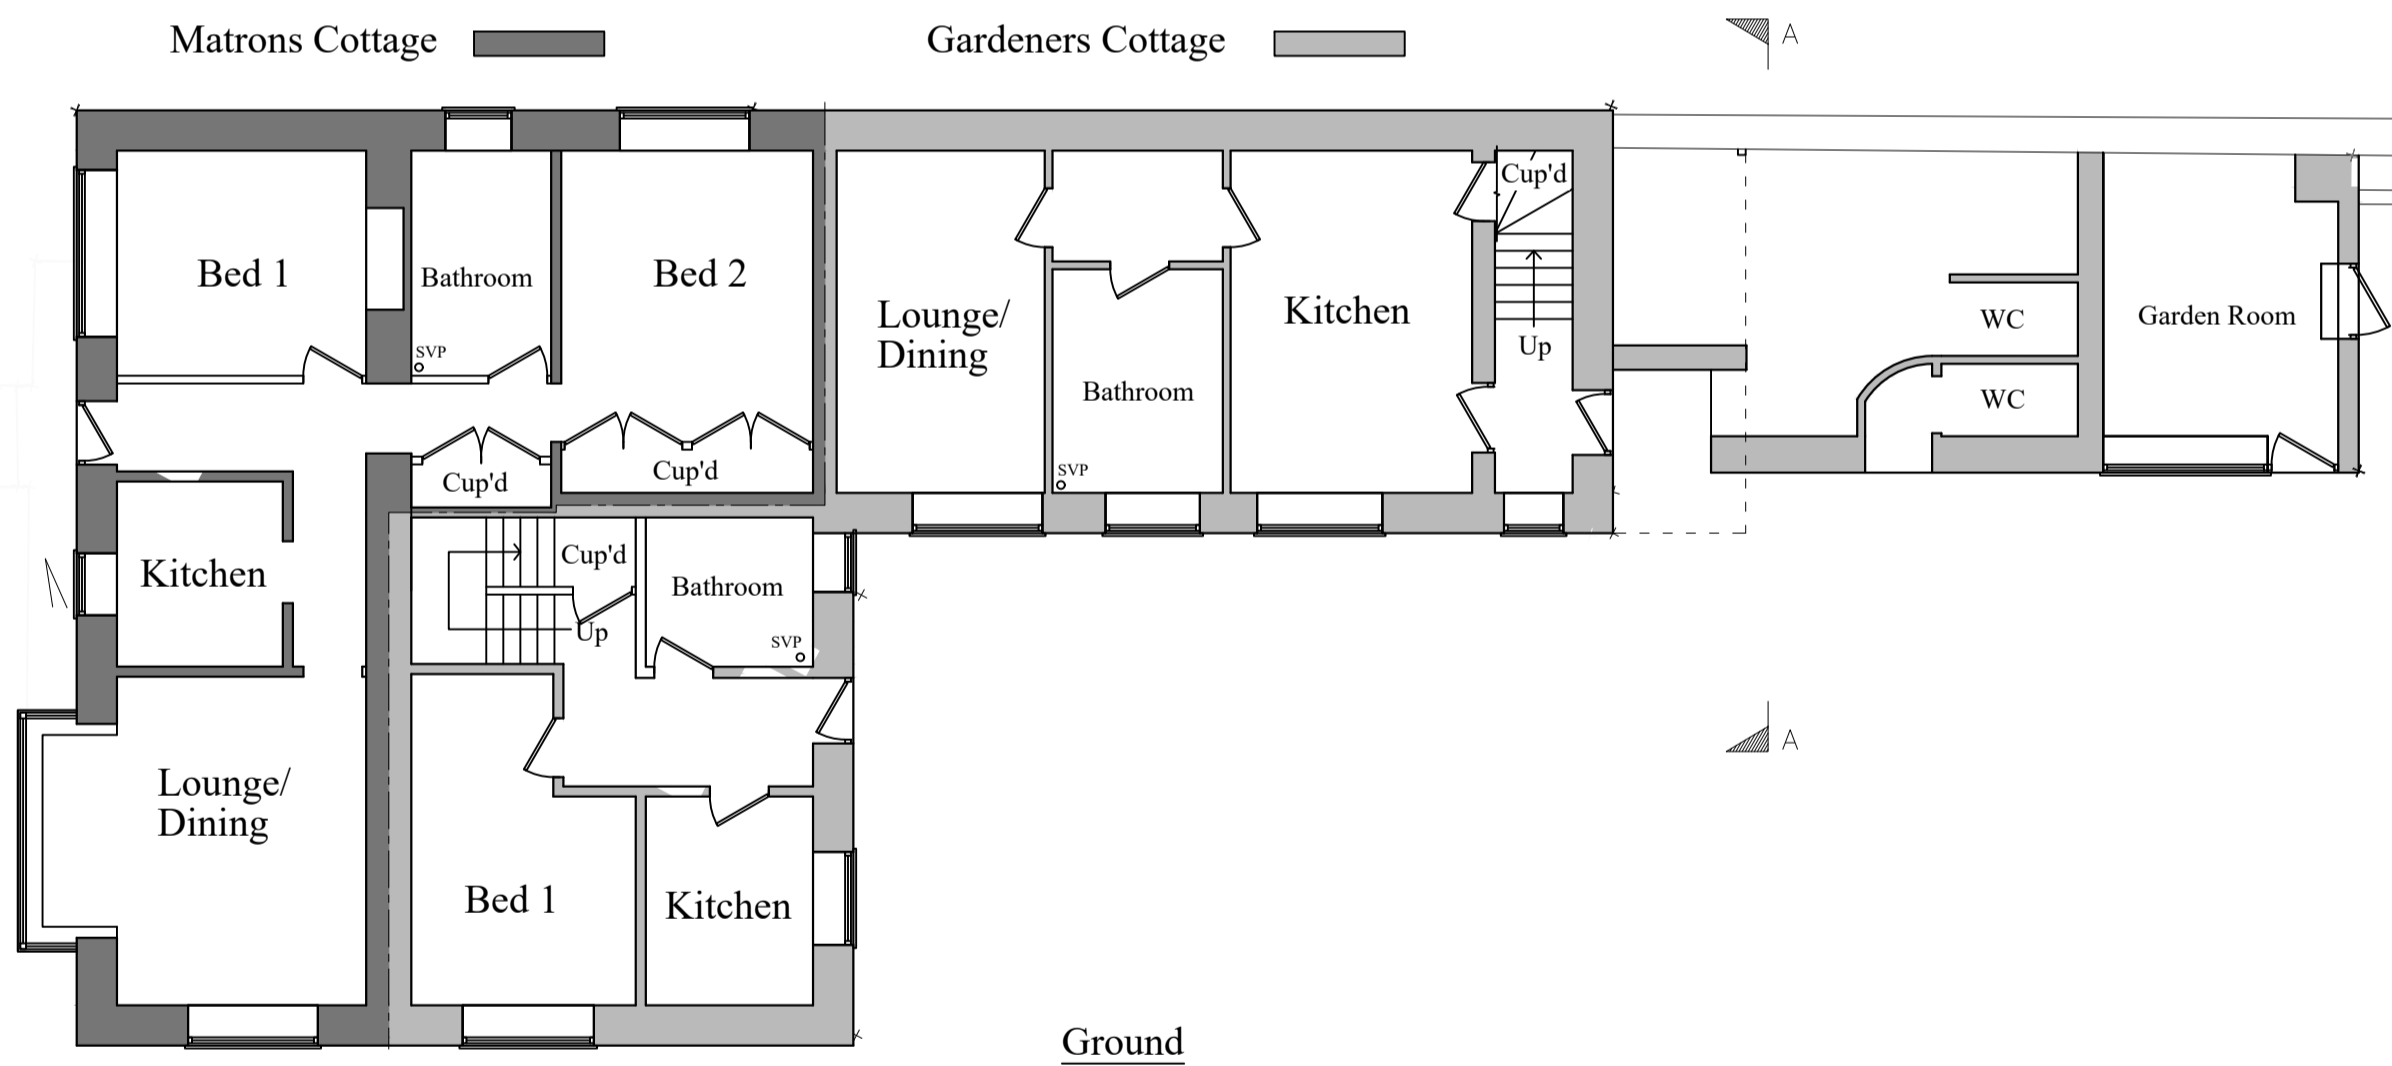 Matrons Cottage
Gardeners Cottage
A
Cup'd
Bed 1
Bathroom
Bed 2
SVP
Lounge/
Dining
Kitchen
Bathroom
SVP
Up
WC
WC
Garden Room
Cup'd
Cup'd
Kitchen
Cup'd
Bathroom
Up
SVP
A
Lounge/
Dining
Bed 1
Kitchen
Ground